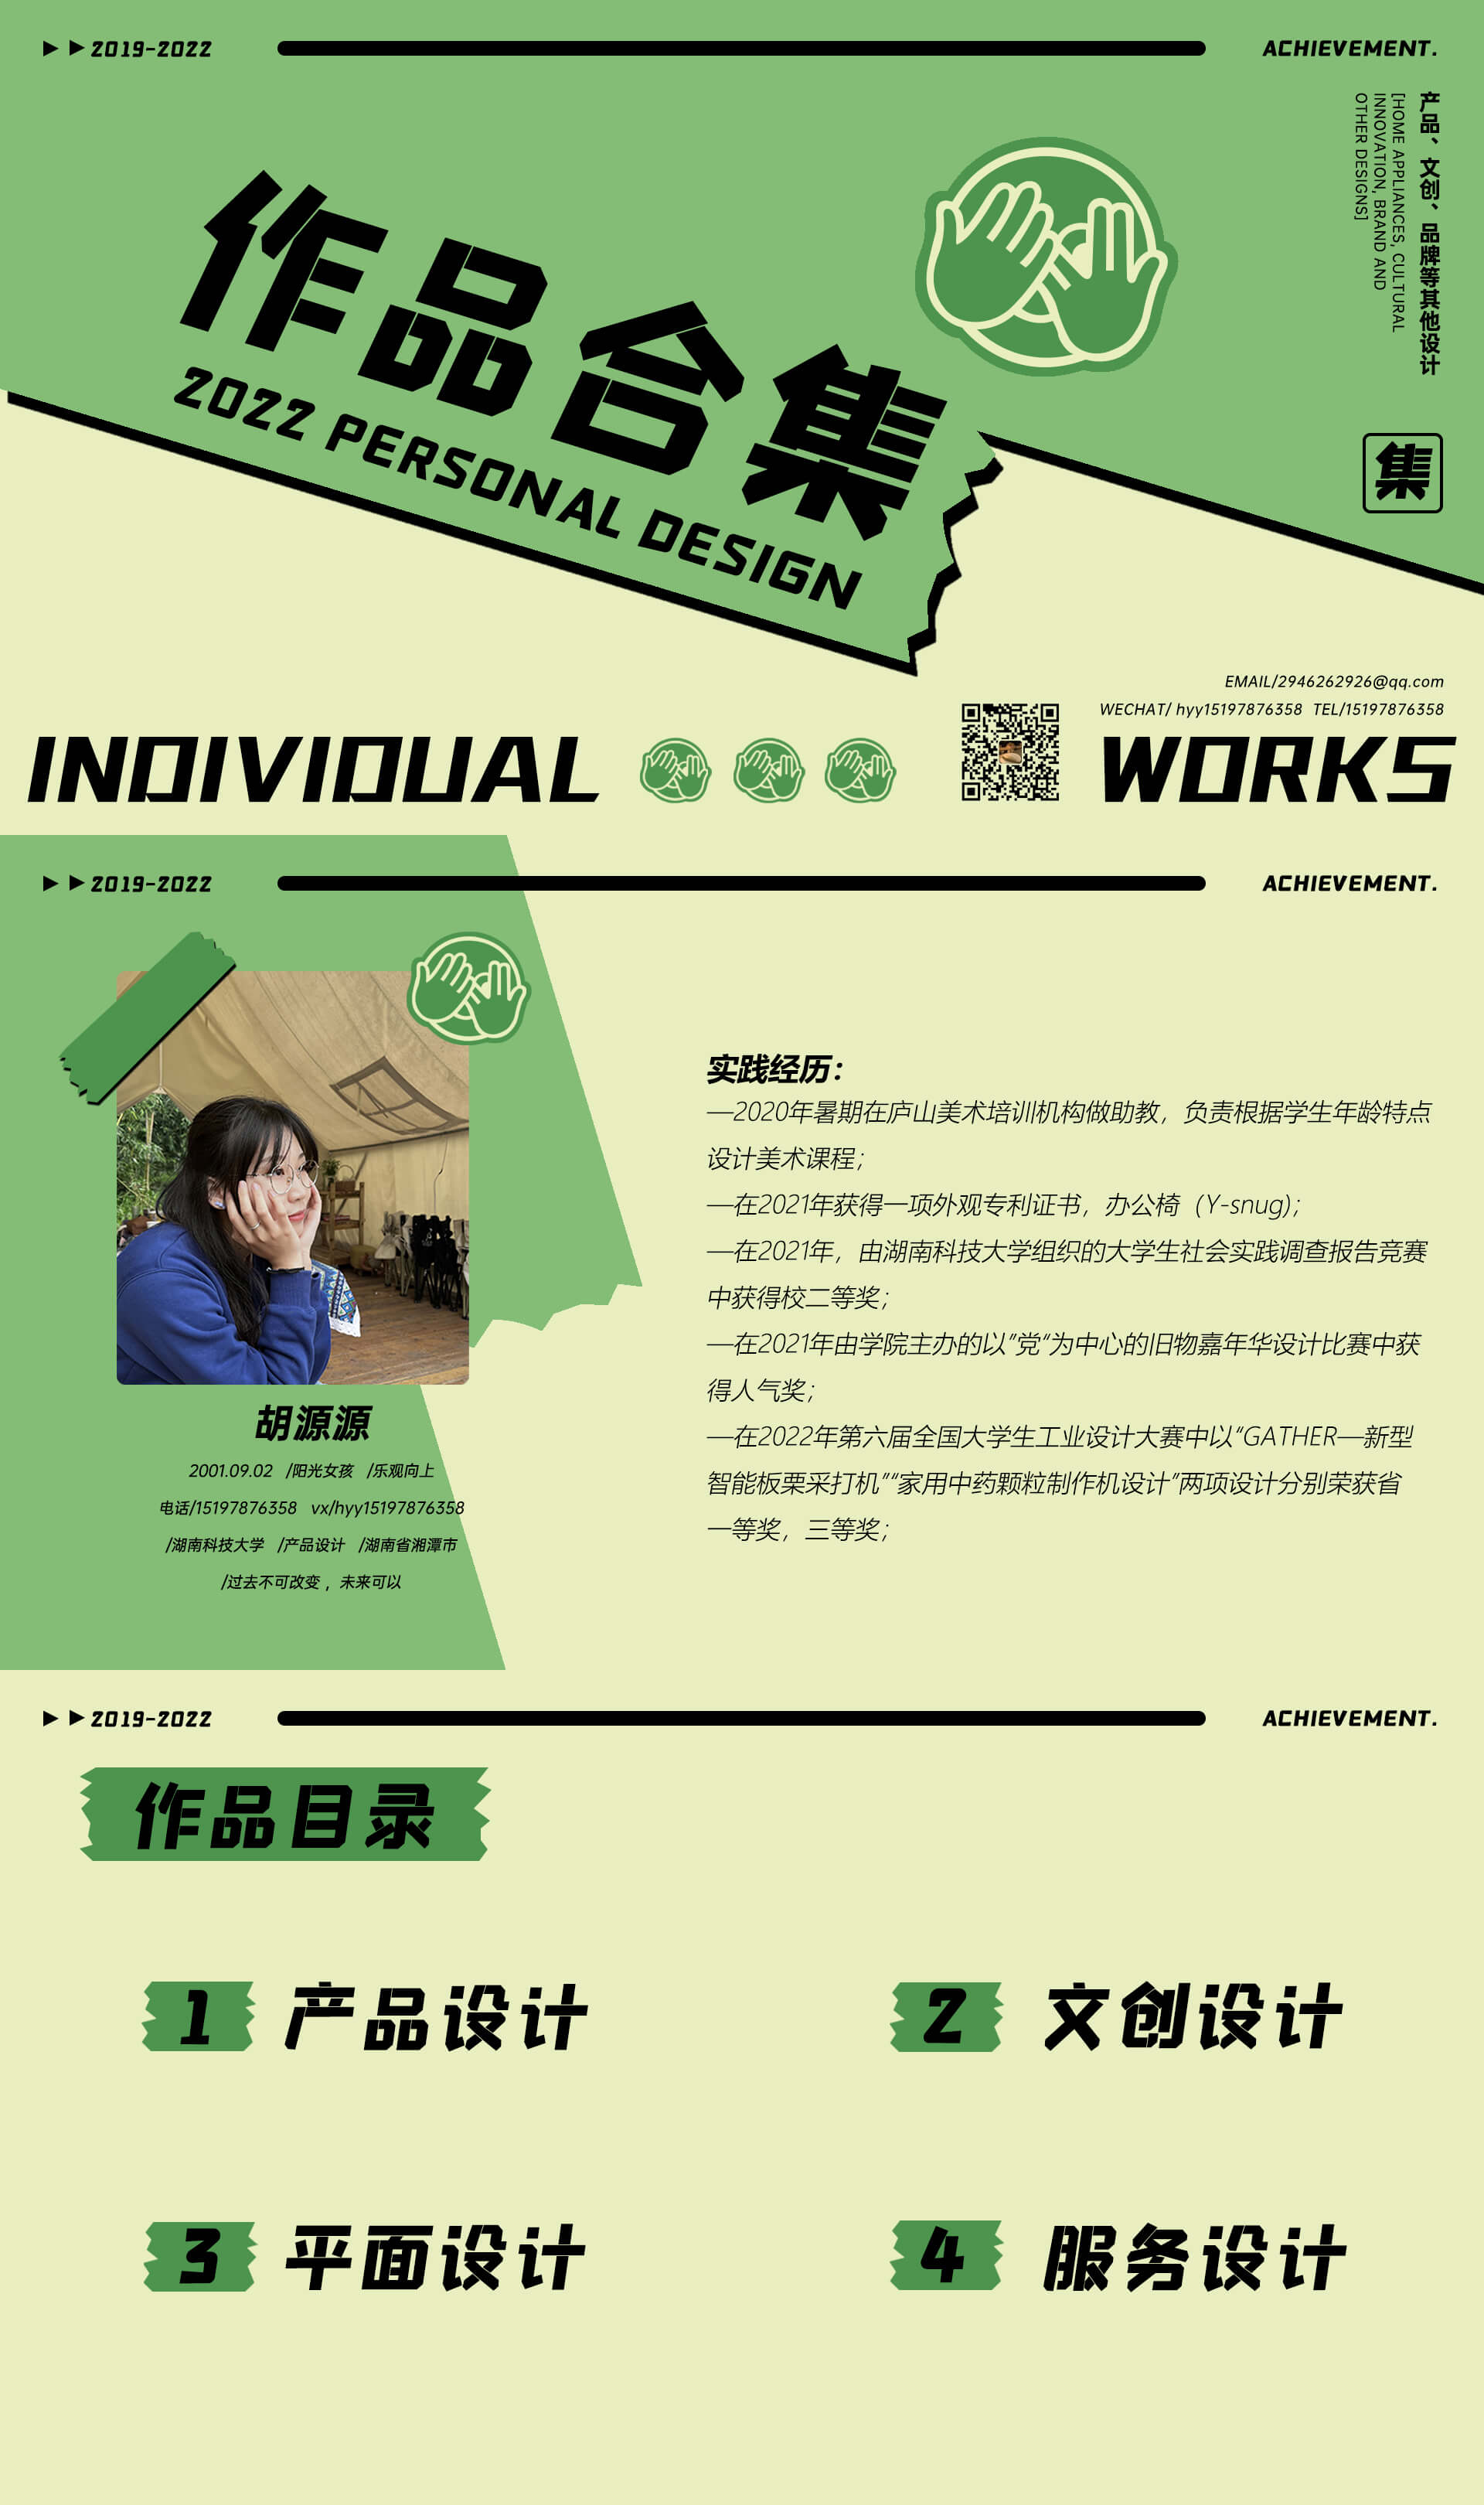 2019-2022
ACHIEVEMENT.
产品、文创、品牌等其他设计
[HOME APPLIANCES, CULTURAL
INNOVATION, BRAND AND
OTHER DESIGNS]
作品合集
2022 PERSONAL DESIGN
集
EMAIL/2946262926@qq.com
WECHAT/ hyy15197876358 TEL/15197876358
INDIVIDUAL
WORKS
2019-2022
ACHIEVEMENT.
胡源源
2001.09.02 /阳光女孩 /乐观向上
电话/15197876358 vx/hyy15197876358
/湖南科技大学 /产品设计 /湖南省湘潭市
/过去不可改变，未来可以
实践经历：
—2020年暑期在庐山美术培训机构做助教，负责根据学生年龄特点
设计美术课程；
—在2021年获得一项外观专利证书，办公椅（Y-snug)；
—在2021年，由湖南科技大学组织的大学生社会实践调查报告竞赛
中获得校二等奖；
—在2021年由学院主办的以”党“为中心的旧物嘉年华设计比赛中获
得人气奖；
—在2022年第六届全国大学生工业设计大赛中以“GATHER—新型
智能板栗采打机”“家用中药颗粒制作机设计”两项设计分别荣获省
一等奖，三等奖；
2019-2022
ACHIEVEMENT.
作品目录
1 产品设计
2 文创设计
3 平面设计
4 服务设计